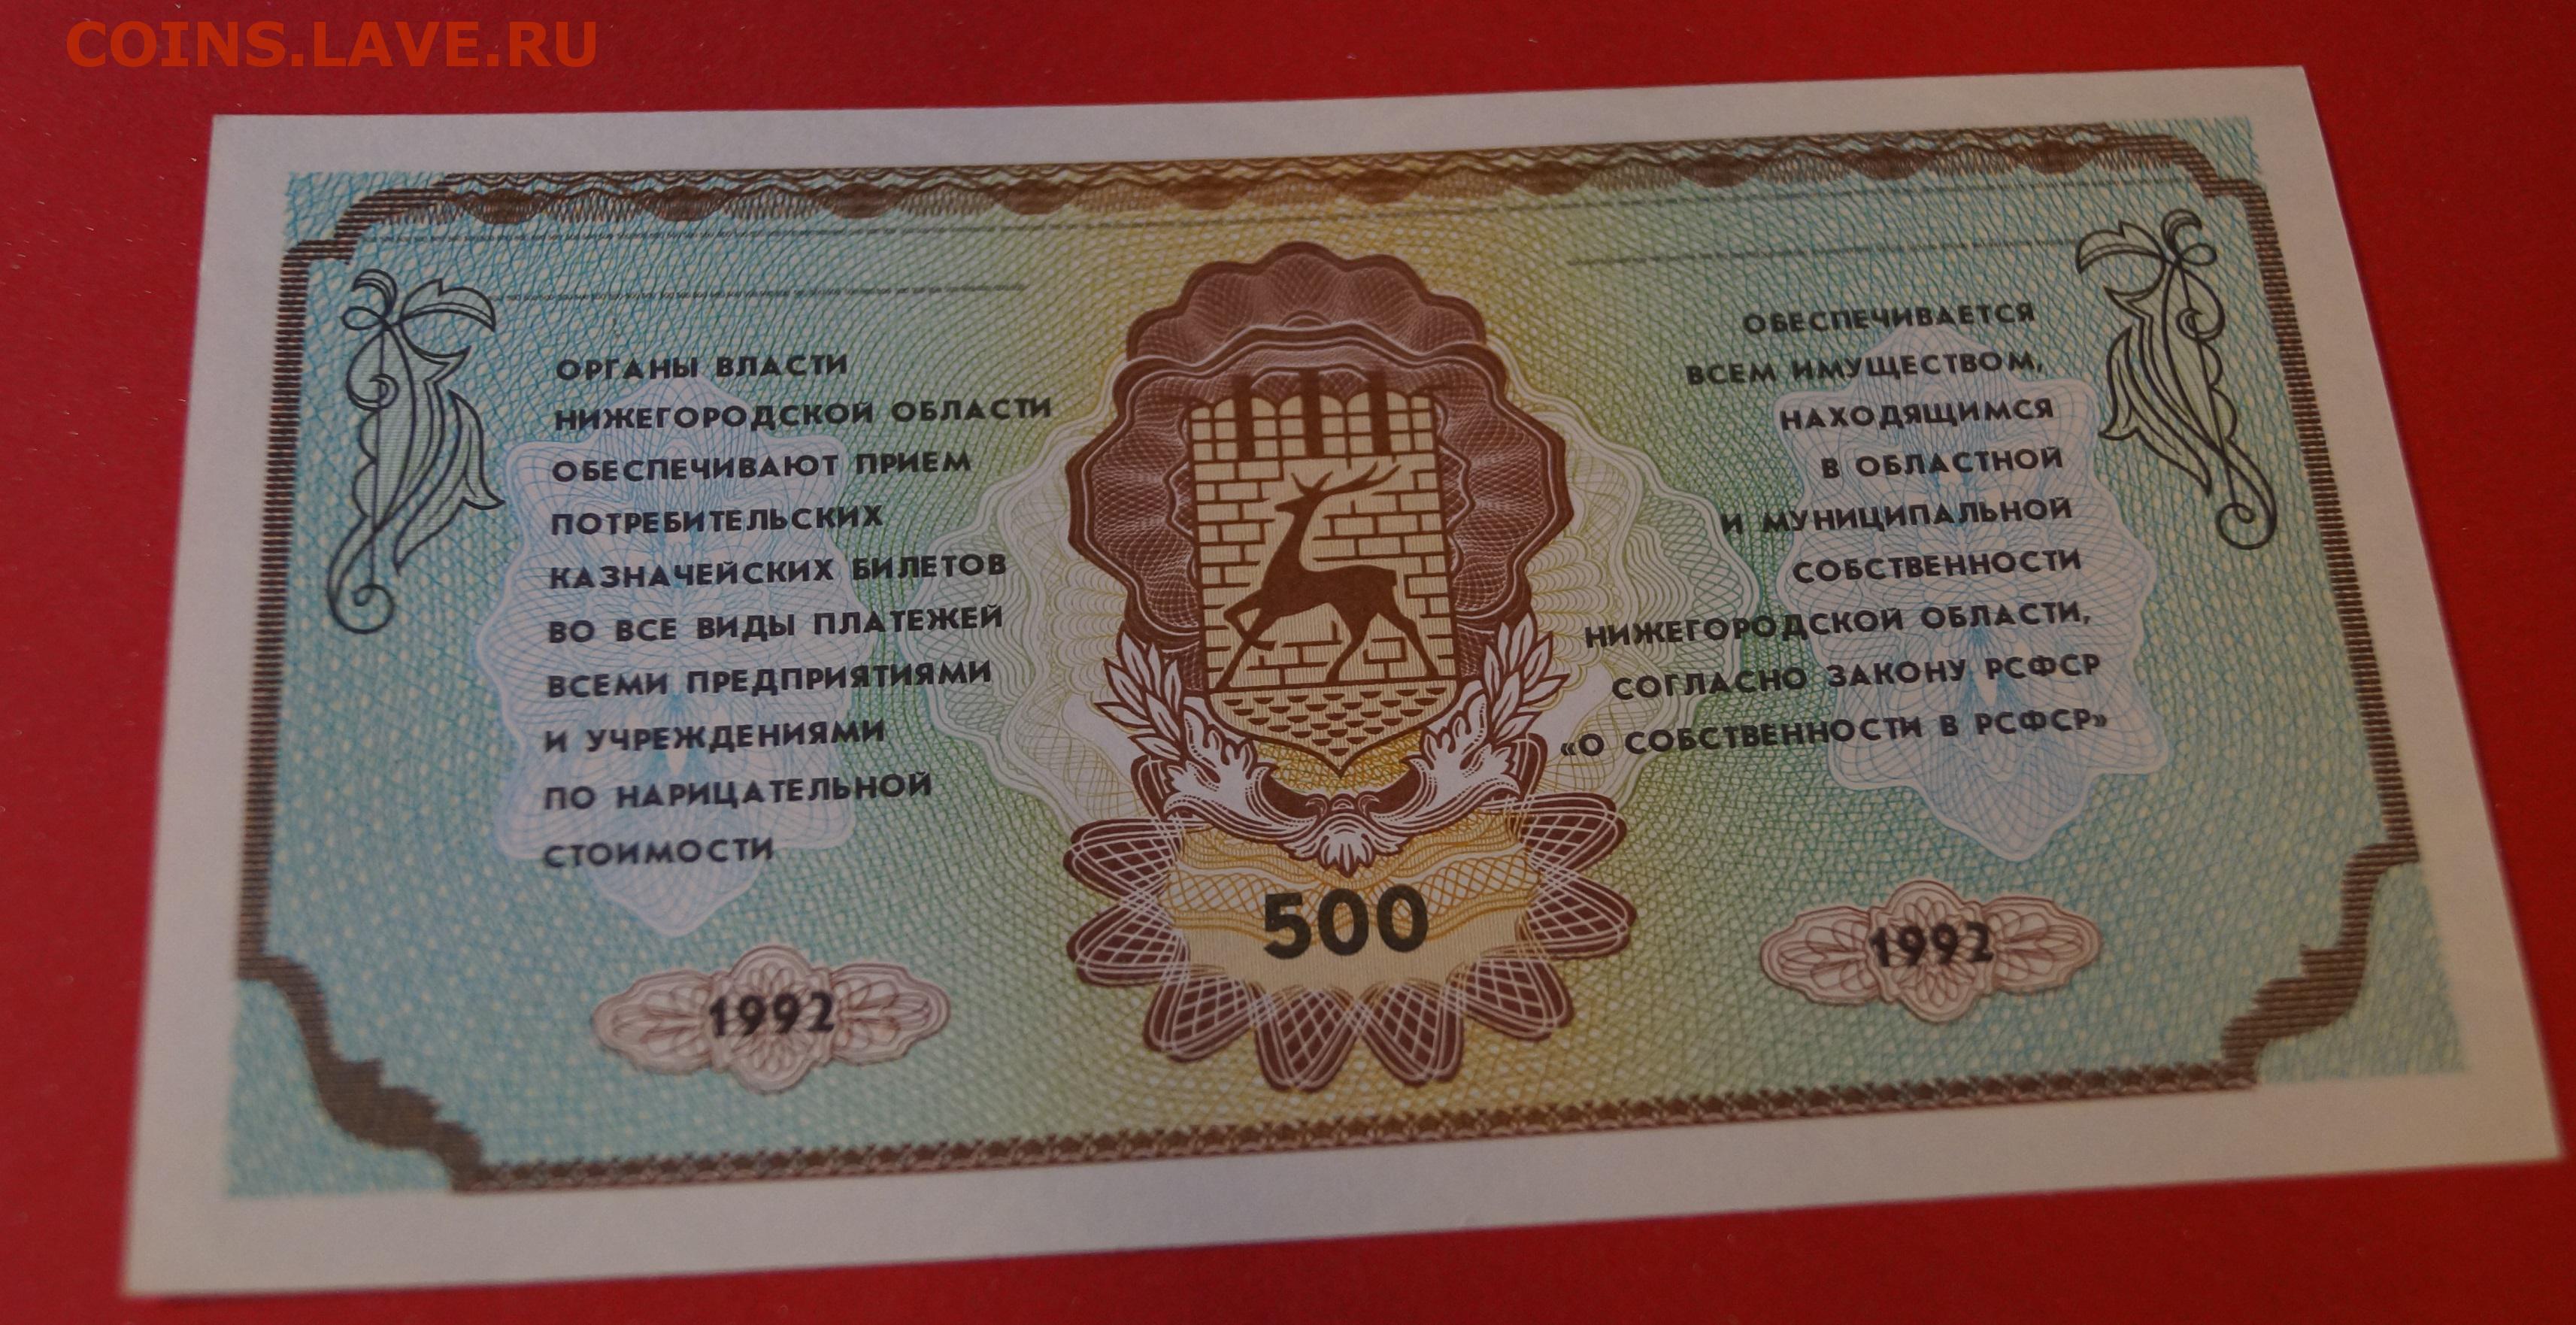 COINS.LAVE.RU
ОРГАНЫ ВЛАСТИ
НИЖЕГОРОДСКОЙ ОБЛАСТИ
ОБЕСПЕЧИВАЮТ ПРИЕМ
ПОТРЕБИТЕЛЬСКИХ
КАЗНАЧЕЙСКИХ БИЛЕТОВ
ВО ВСЕ ВИДЫ ПЛАТЕЖЕЙ
ВСЕМИ ПРЕДПРИЯТИЯМИ
И УЧРЕЖДЕНИЯМИ
ПО НАРИЦАТЕЛЬНОЙ
СТОИМОСТИ
1992
500
ОБЕСПЕЧИВАЕТСЯ
ВСЕМ ИМУЩЕСТВОМ,
НАХОДЯЩИМСЯ
В ОБЛАСТНОЙ
И МУНИЦИПАЛЬНОЙ
СОБСТВЕННОСТИ
НИЖЕГОРОДСКОЙ ОБЛАСТИ,
СОГЛАСНО ЗАКОНУ РСФСР
«О СОБСТВЕННОСТИ В РСФСР»
1992